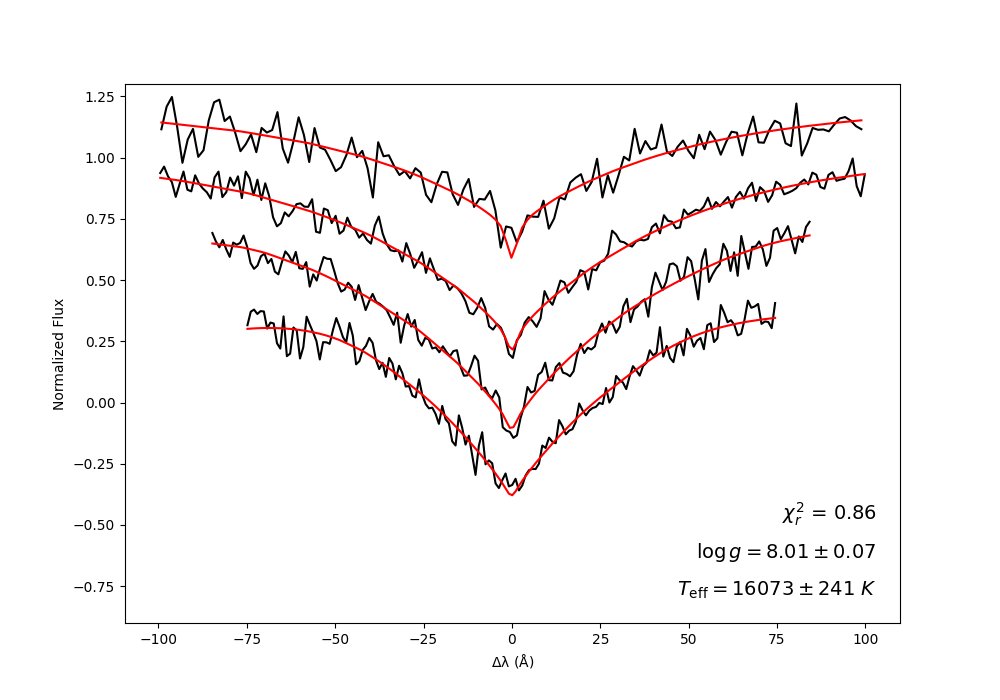 1.25
1.00
0.75
0.50
0.25
0.00
−0.25
−0.50
−0.75
Normalized Flux
χ²ᵣ = 0.86
log g = 8.01 ± 0.07
T_eff = 16073 ± 241 K
−100 −75 −50 −25 0 25 50 75 100
Δλ (Å)